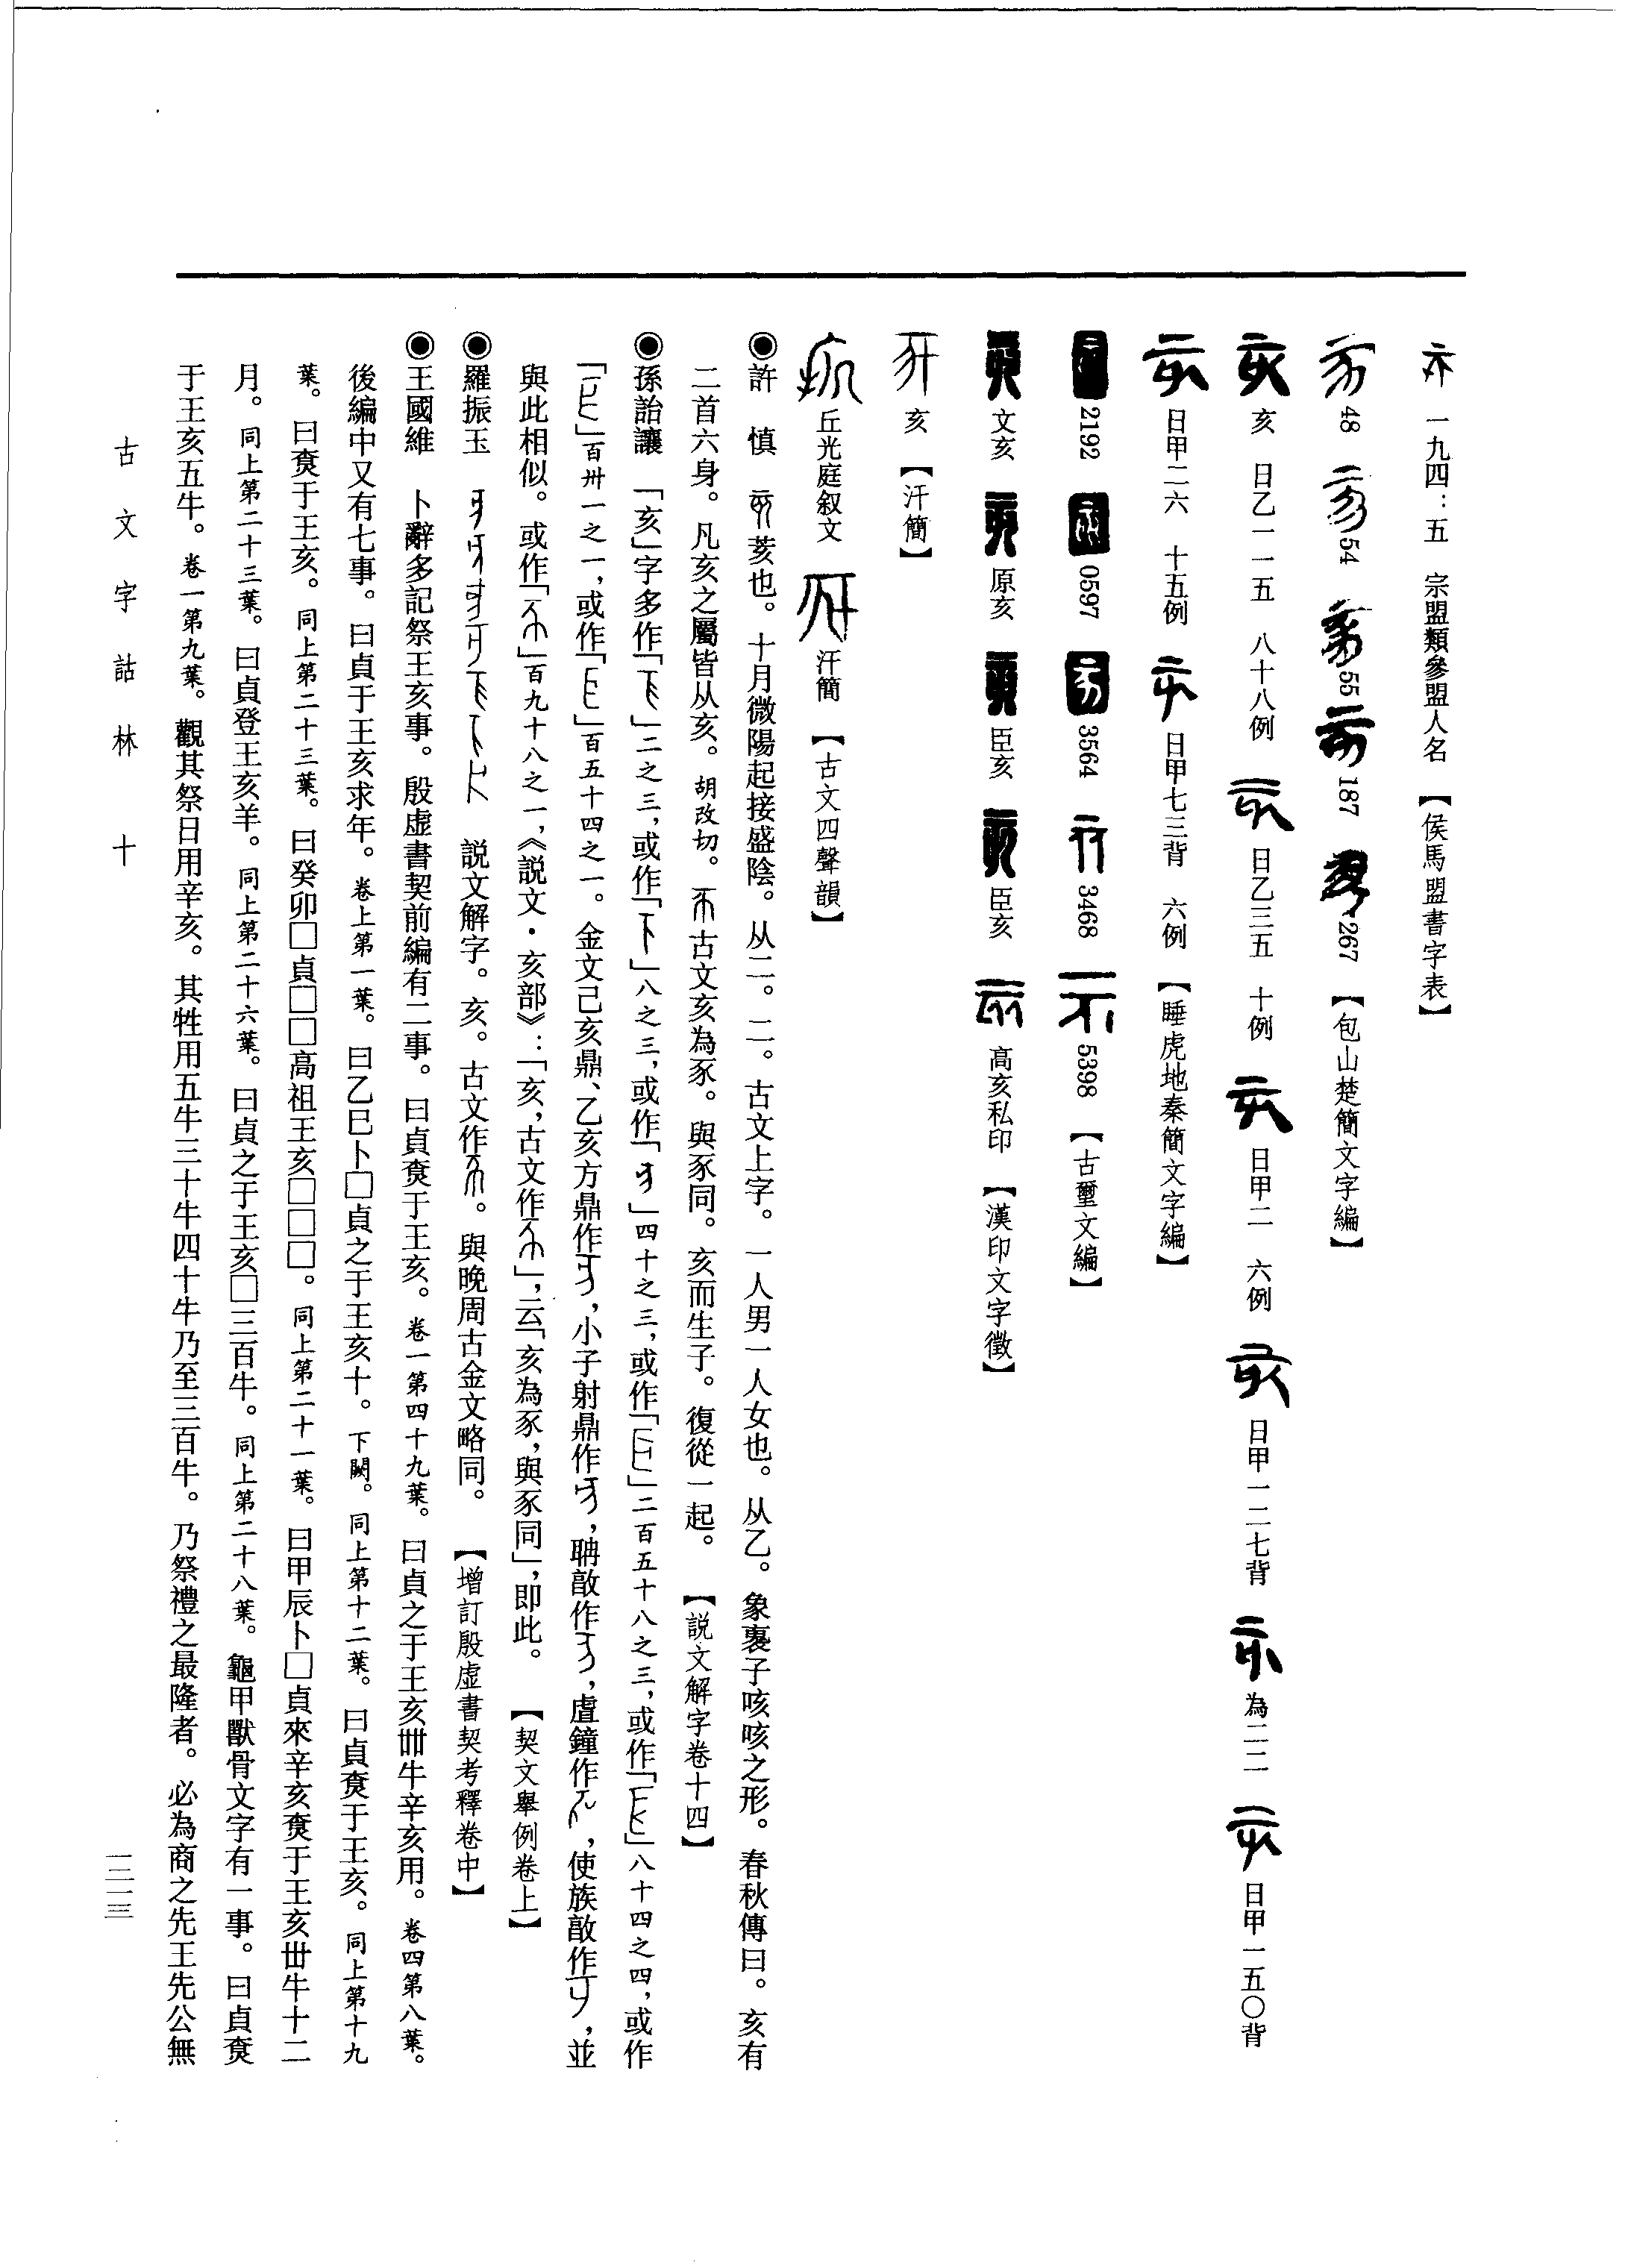 一九四：五　宗盟類參盟人名　【侯馬盟書字表】
48　54　55　187　267　【包山楚簡文字編】
亥　日乙一一五　八十八例　日乙三五　十例　日甲二　六例　日甲一二七背　為二二　日甲一五〇背
日甲二六　十五例　日甲七三背　六例　【睡虎地秦簡文字編】
2192　0597　3564　3468　5398　【古璽文編】
文亥　原亥　臣亥　臣亥　高亥私印　【漢印文字徵】
亥　【汗簡】
丘光庭叙文　汗簡　【古文四聲韻】
◉許　慎　荄也。十月微陽起接盛陰。从二。二。古文上字。一人男一人女也。从乙。象裹子咳咳之形。春秋傳曰。亥有
二首六身。凡亥之屬皆从亥。胡改切。古文亥為豕。與豕同。亥而生子。復從一起。　【説文解字卷十四】
◉孫詒讓　「亥」字多作「」二之三，或作「」八之三，或作「」四十之三，或作「」二百五十八之三，或作「」八十四之四，或作
「」百卅一之一，或作「」百五十四之一。金文己亥鼎、乙亥方鼎作，小子射鼎作，聃敲作，虘鐘作，使族敲作，並
與此相似。或作「」百九十八之一，《説文·亥部》：「亥，古文作」，云「亥為豕，與豕同」，即此。　【契文舉例卷上】
◉羅振玉　説文解字。亥。古文作。與晚周古金文略同。　【增訂殷虛書契考釋卷中】
◉王國維　卜辭多記祭王亥事。殷虛書契前編有二事。曰貞㶣于王亥。卷一第四十九葉。曰貞之于王亥卌牛辛亥用。卷四第八葉。
後編中又有七事。曰貞于王亥求年。卷上第一葉。曰乙巳卜□貞之于王亥十。下闕。同上第十二葉。曰貞㶣于王亥。同上第十九
葉。曰㶣于王亥。同上第二十三葉。曰癸卯□貞□□高祖王亥□□□。同上第二十一葉。曰甲辰卜□貞來辛亥㶣于王亥卅牛十二
月。同上第二十三葉。曰貞登王亥羊。同上第二十六葉。曰貞之于王亥□三百牛。同上第二十八葉。龜甲獸骨文字有一事。曰貞㶣
于王亥五牛。卷一第九葉。觀其祭日用辛亥。其牲用五牛三十牛四十牛乃至三百牛。乃祭禮之最隆者。必為商之先王先公無
古文字詁林　十
一二一三